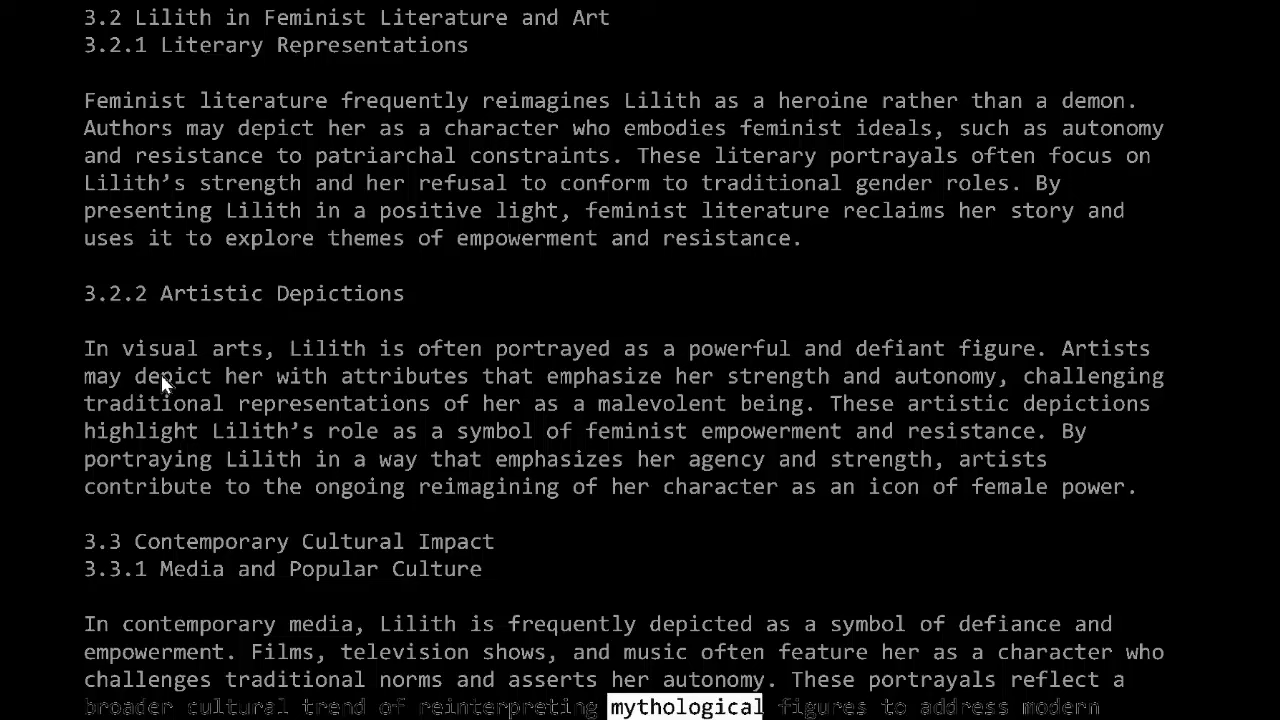 3.2 Lilith in Feminist Literature and Art
3.2.1 Literary Representations
Feminist literature frequently reimagines Lilith as a heroine rather than a demon.
Authors may depict her as a character who embodies feminist ideals, such as autonomy
and resistance to patriarchal constraints. These literary portrayals often focus on
Lilith’s strength and her refusal to conform to traditional gender roles. By
presenting Lilith in a positive light, feminist literature reclaims her story and
uses it to explore themes of empowerment and resistance.
3.2.2 Artistic Depictions
In visual arts, Lilith is often portrayed as a powerful and defiant figure. Artists
may depict her with attributes that emphasize her strength and autonomy, challenging
traditional representations of her as a malevolent being. These artistic depictions
highlight Lilith’s role as a symbol of feminist empowerment and resistance. By
portraying Lilith in a way that emphasizes her agency and strength, artists
contribute to the ongoing reimagining of her character as an icon of female power.
3.3 Contemporary Cultural Impact
3.3.1 Media and Popular Culture
In contemporary media, Lilith is frequently depicted as a symbol of defiance and
empowerment. Films, television shows, and music often feature her as a character who
challenges traditional norms and asserts her autonomy. These portrayals reflect a
broader cultural trend of reinterpreting mythological figures to address modern